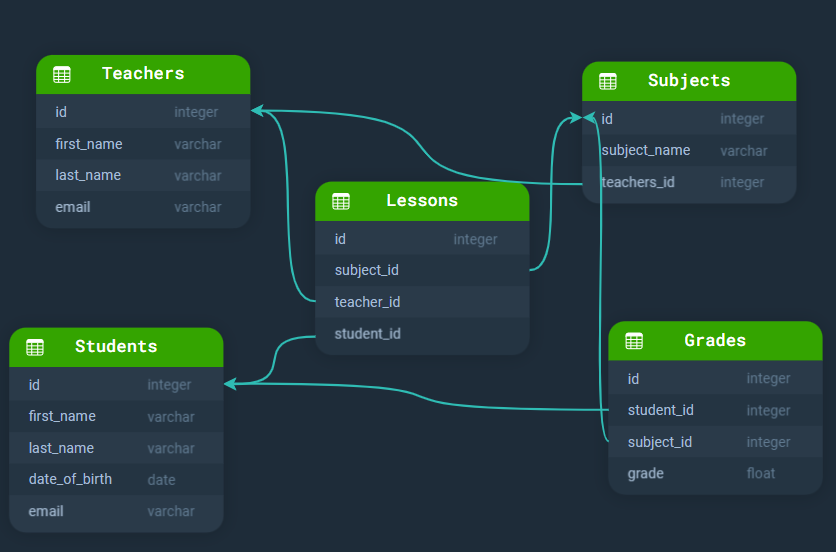 Teachers
id integer
first_name varchar
last_name varchar
email varchar
Subjects
id integer
subject_name varchar
teachers_id integer
Lessons
id integer
subject_id
teacher_id
student_id
Students
id integer
first_name varchar
last_name varchar
date_of_birth date
email varchar
Grades
id integer
student_id integer
subject_id integer
grade float